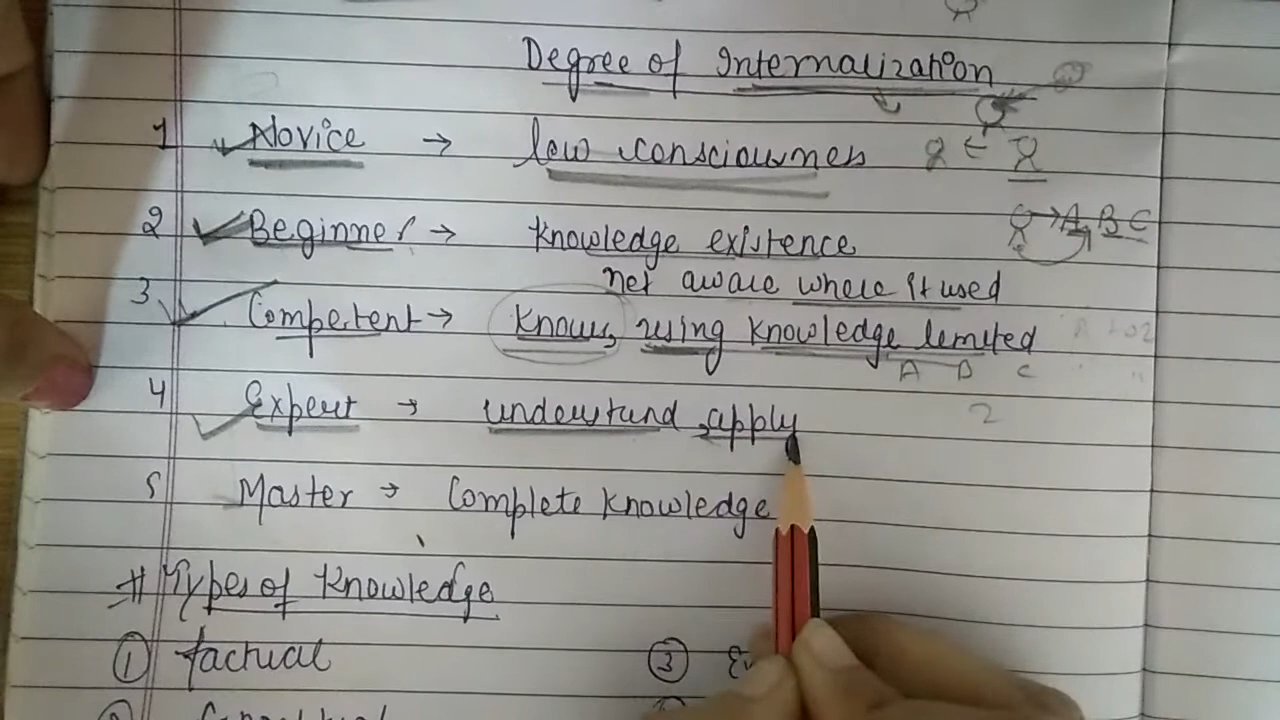 Degree of Internalization
1 Novice → low consciousness
2 Beginner → Knowledge existence
not aware where it used
3 Competent → Knows, using Knowledge limited
A B C
4 Expert → understand, apply
5 Master → Complete Knowledge
# Types of Knowledge
① factual ③